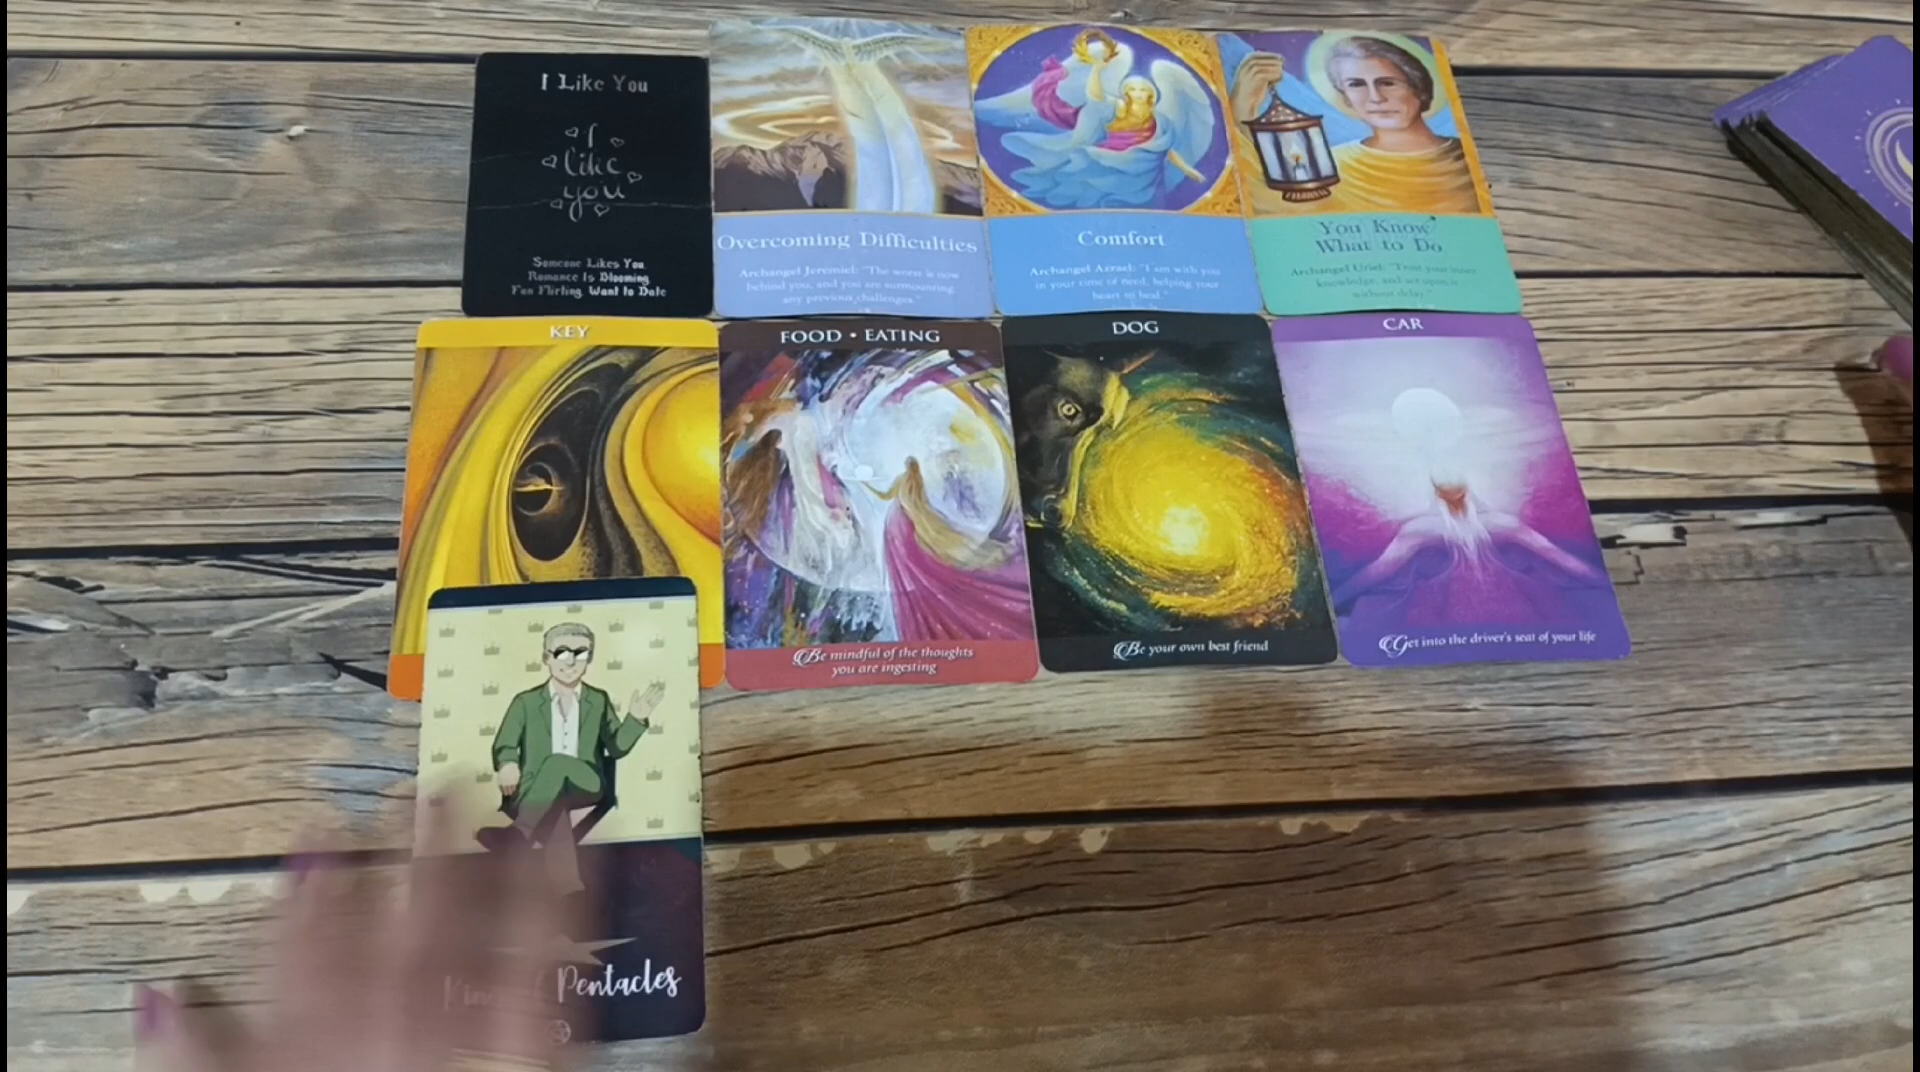 I Like You
I
like
you
Someone Likes You
Romance Is Blooming
Fun Flirting, Want to Date
Overcoming Difficulties
Archangel Jeremiel: "The worst is now
behind you, and you are surmounting
any previous challenges."
Comfort
Archangel Azrael: "I am with you
in your time of need, helping your
heart to heal."
You Know
What to Do
Archangel Uriel: "Trust your inner
knowledge, and act upon it
without delay."
KEY
FOOD • EATING
Be mindful of the thoughts
you are ingesting
DOG
Be your own best friend
CAR
Get into the driver's seat of your life
King of Pentacles